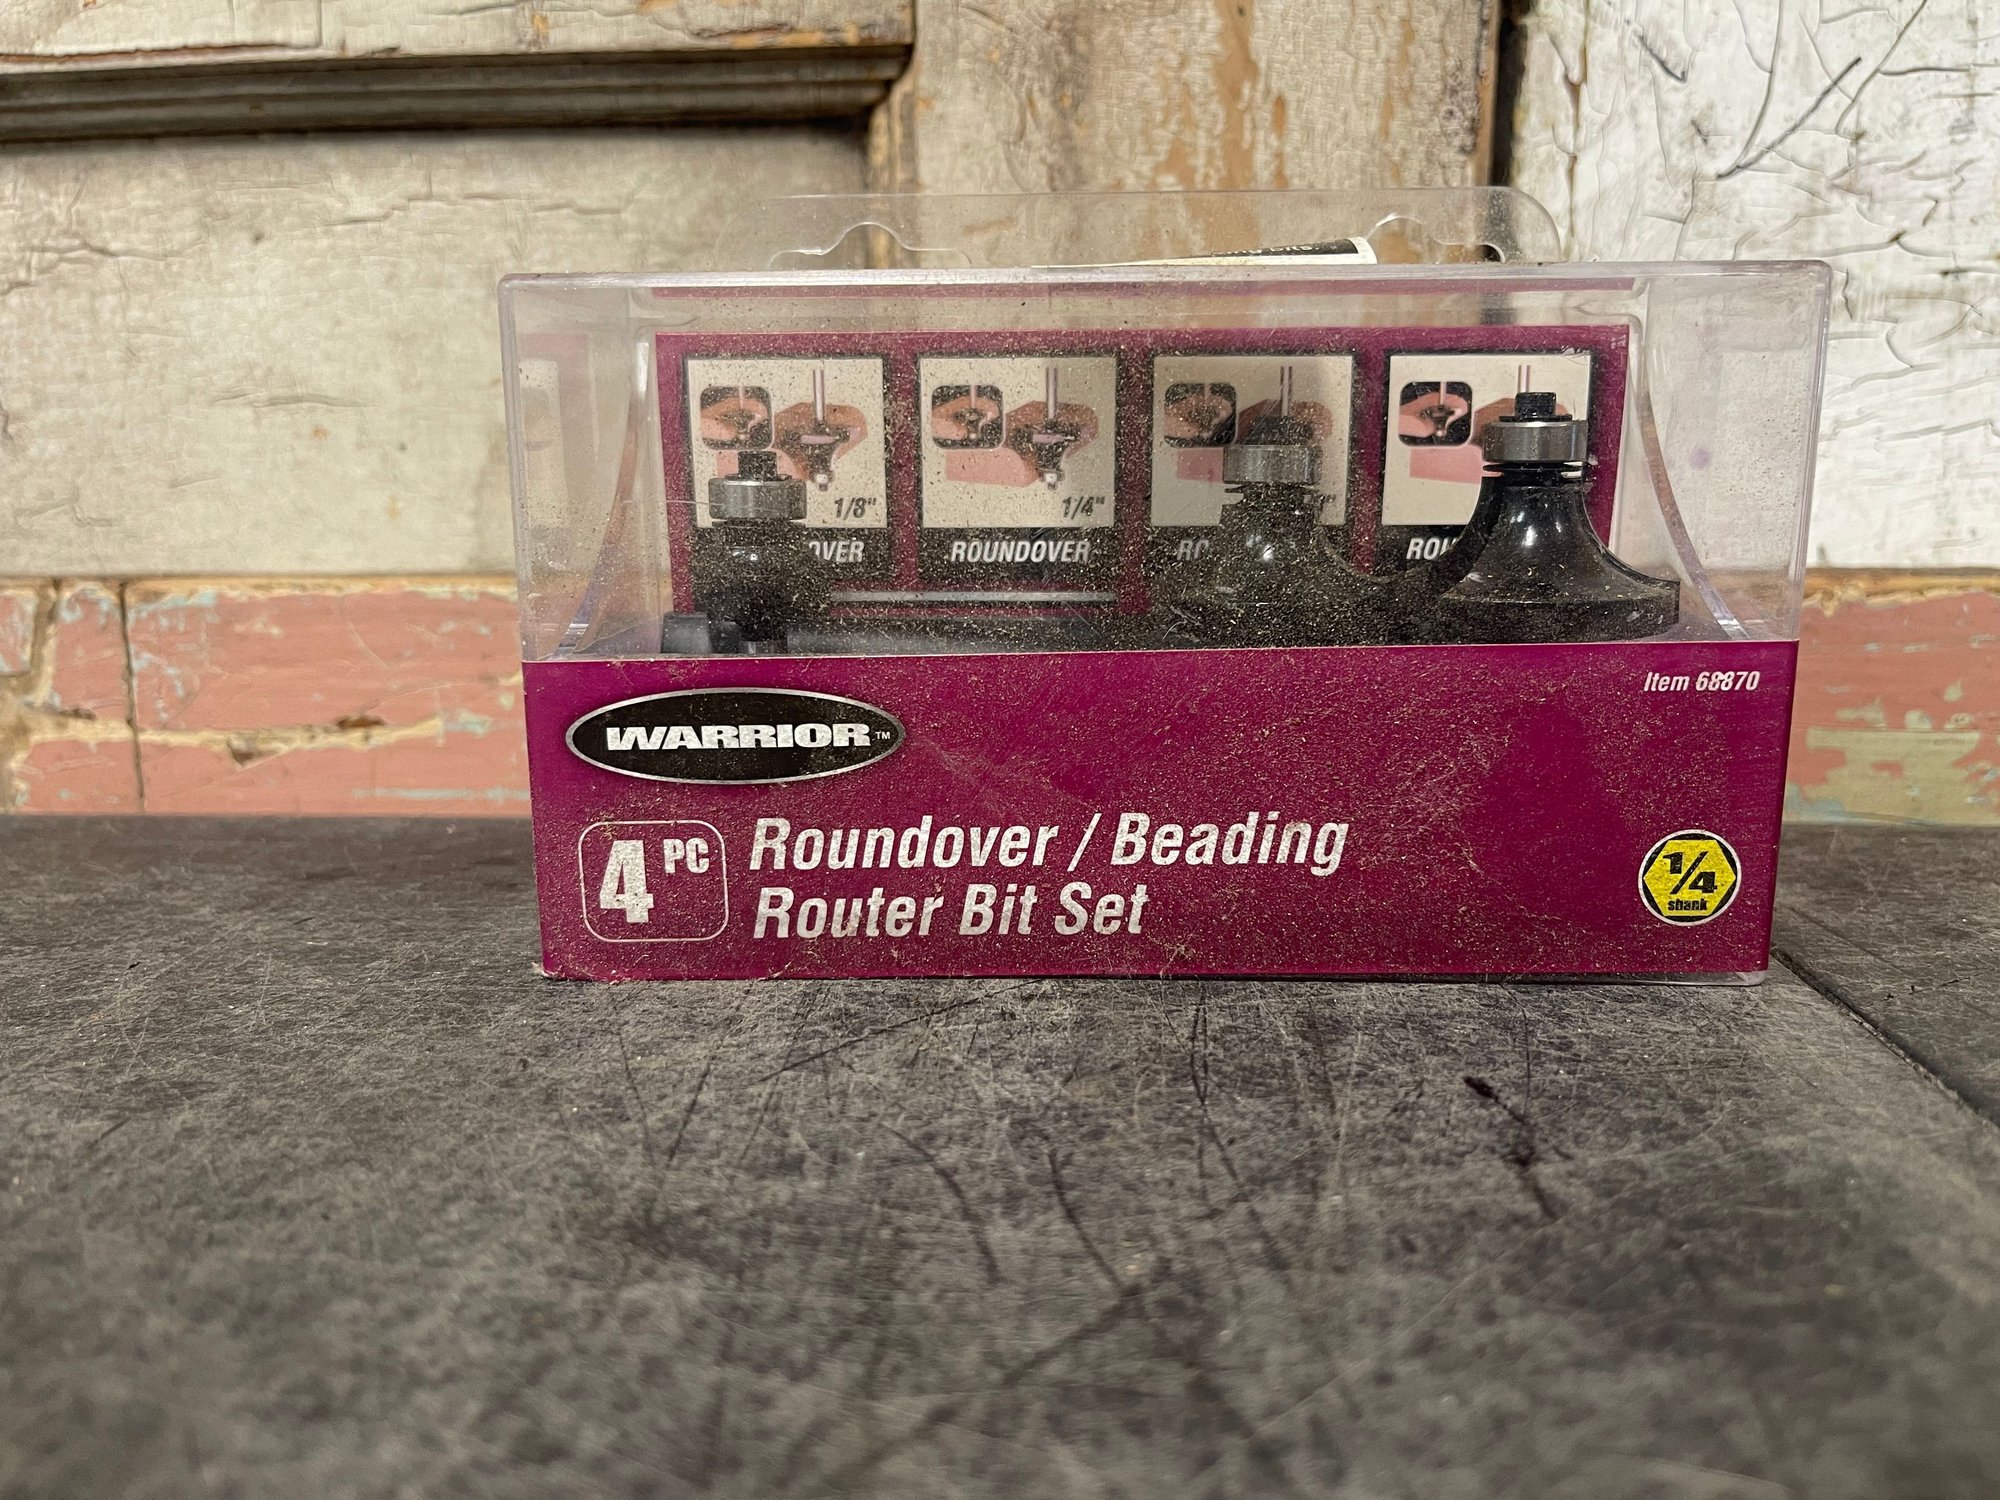 1/8"
1/4"
OVER
ROUNDOVER
RO
ROU
Item 68870
WARRIOR™
4 PC
Roundover / Beading
Router Bit Set
1/4
shank